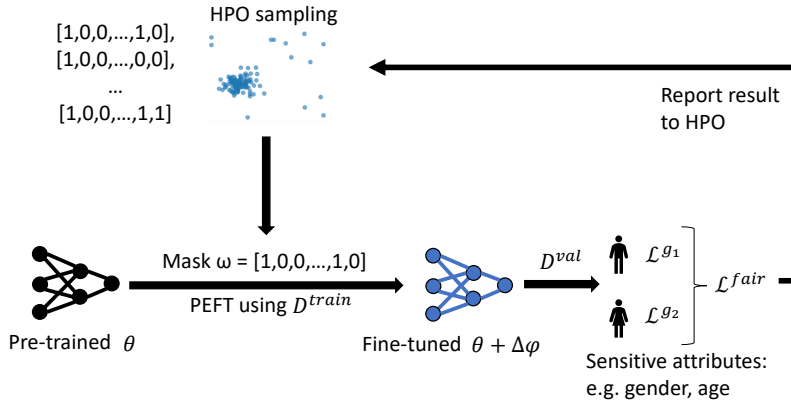 HPO sampling
[1,0,0,…,1,0],
[1,0,0,…,0,0],
…
[1,0,0,…,1,1]
Report result
to HPO
Mask ω = [1,0,0,…,1,0]
PEFT using D^{train}
Pre-trained θ
Fine-tuned θ + Δφ
D^{val}
ℒ^{g_1}
ℒ^{g_2}
ℒ^{fair}
Sensitive attributes:
e.g. gender, age